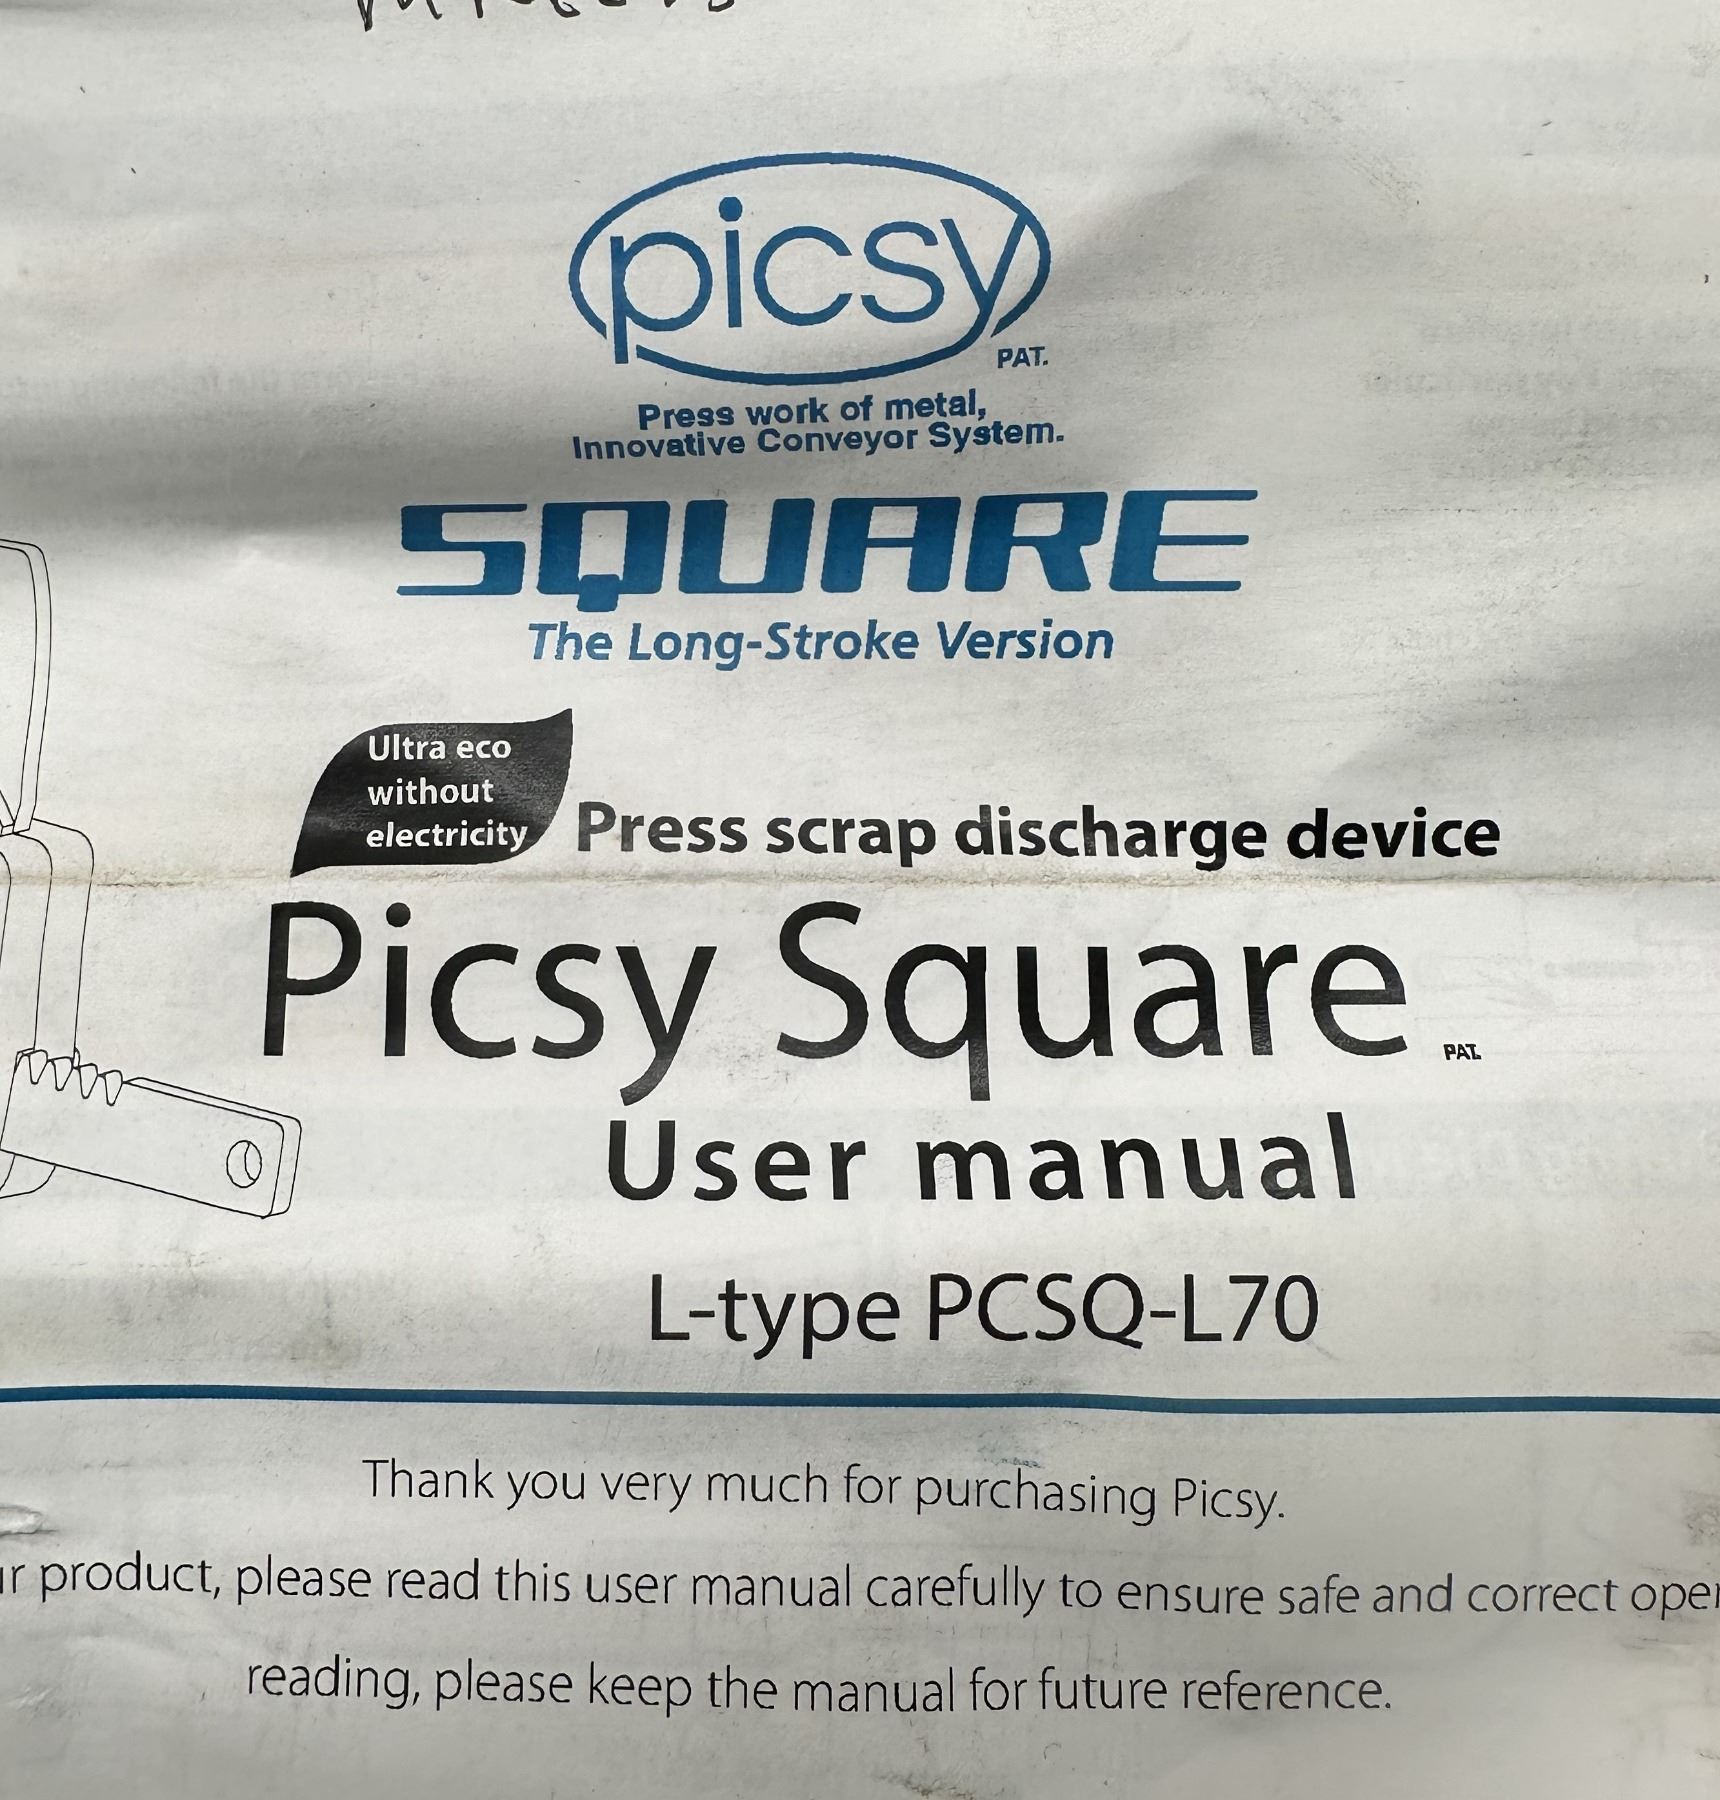 picsy
PAT.
Press work of metal,
Innovative Conveyor System.
SQUARE
The Long-Stroke Version
Ultra eco
without
electricity
Press scrap discharge device
Picsy Square PAT.
User manual
L-type PCSQ-L70
Thank you very much for purchasing Picsy.
product, please read this user manual carefully to ensure safe and correct
reading, please keep the manual for future reference.